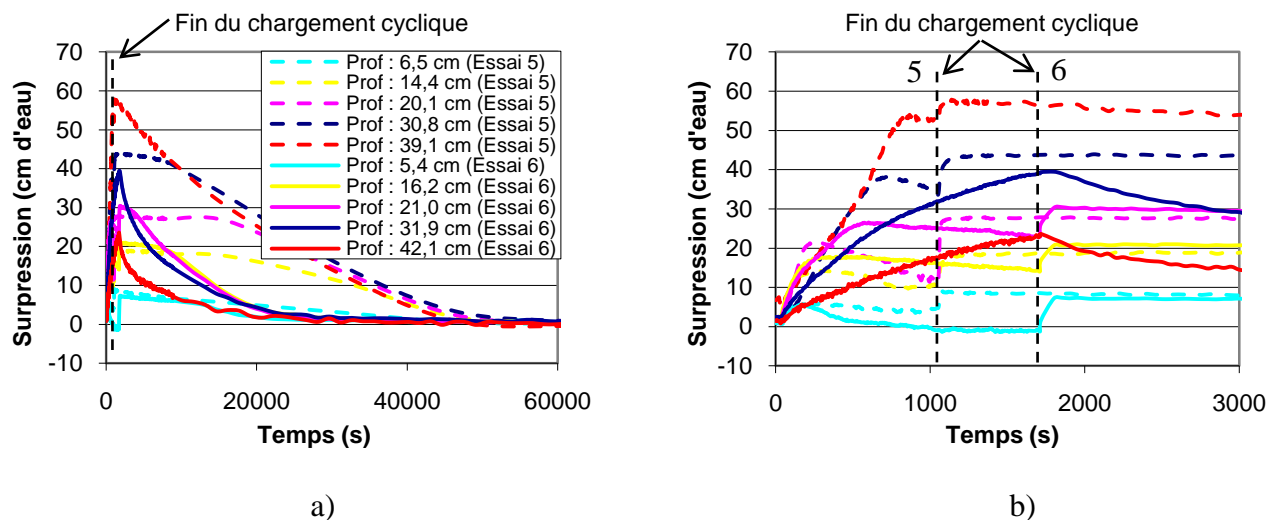 Fin du chargement cyclique
70
60
50
40
30
20
10
0
-10
Surpression (cm d'eau)
Prof : 6,5 cm (Essai 5)
Prof : 14,4 cm (Essai 5)
Prof : 20,1 cm (Essai 5)
Prof : 30,8 cm (Essai 5)
Prof : 39,1 cm (Essai 5)
Prof : 5,4 cm (Essai 6)
Prof : 16,2 cm (Essai 6)
Prof : 21,0 cm (Essai 6)
Prof : 31,9 cm (Essai 6)
Prof : 42,1 cm (Essai 6)
0 20000 40000 60000
Temps (s)
a)
Fin du chargement cyclique
5 6
70
60
50
40
30
20
10
0
-10
Surpression (cm d'eau)
0 1000 2000 3000
Temps (s)
b)